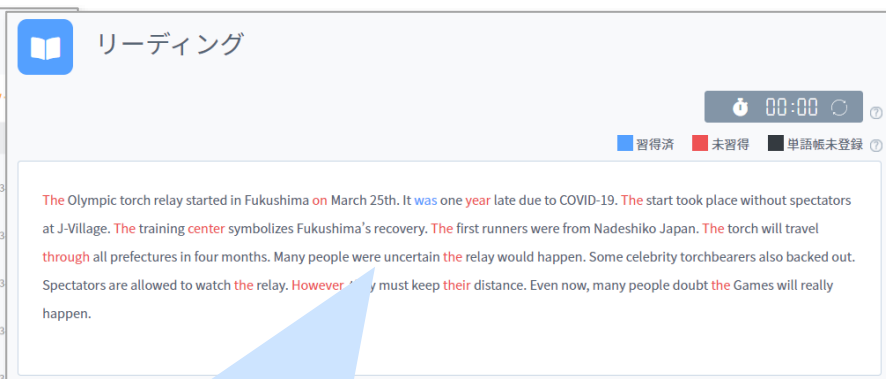 リーディング
00:00
習得済 未習得 単語帳未登録
The Olympic torch relay started in Fukushima on March 25th. It was one year late due to COVID-19. The start took place without spectators
at J-Village. The training center symbolizes Fukushima's recovery. The first runners were from Nadeshiko Japan. The torch will travel
through all prefectures in four months. Many people were uncertain the relay would happen. Some celebrity torchbearers also backed out.
Spectators are allowed to watch the relay. However, must keep their distance. Even now, many people doubt the Games will really
happen.